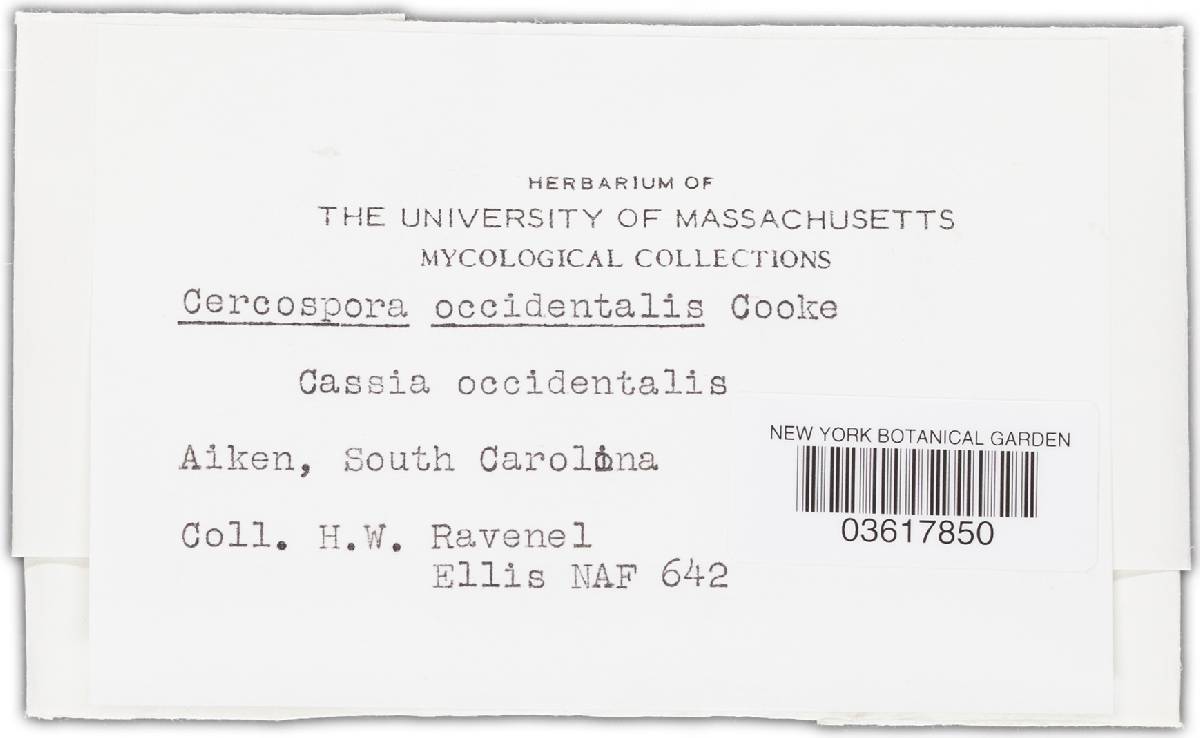 HERBARIUM OF
THE UNIVERSITY OF MASSACHUSETTS
MYCOLOGICAL COLLECTIONS
Cercospora occidentalis Cooke
Cassia occidentalis
Aiken, South Carolina
Coll. H.W. Ravenel
Ellis NAF 642
NEW YORK BOTANICAL GARDEN
03617850